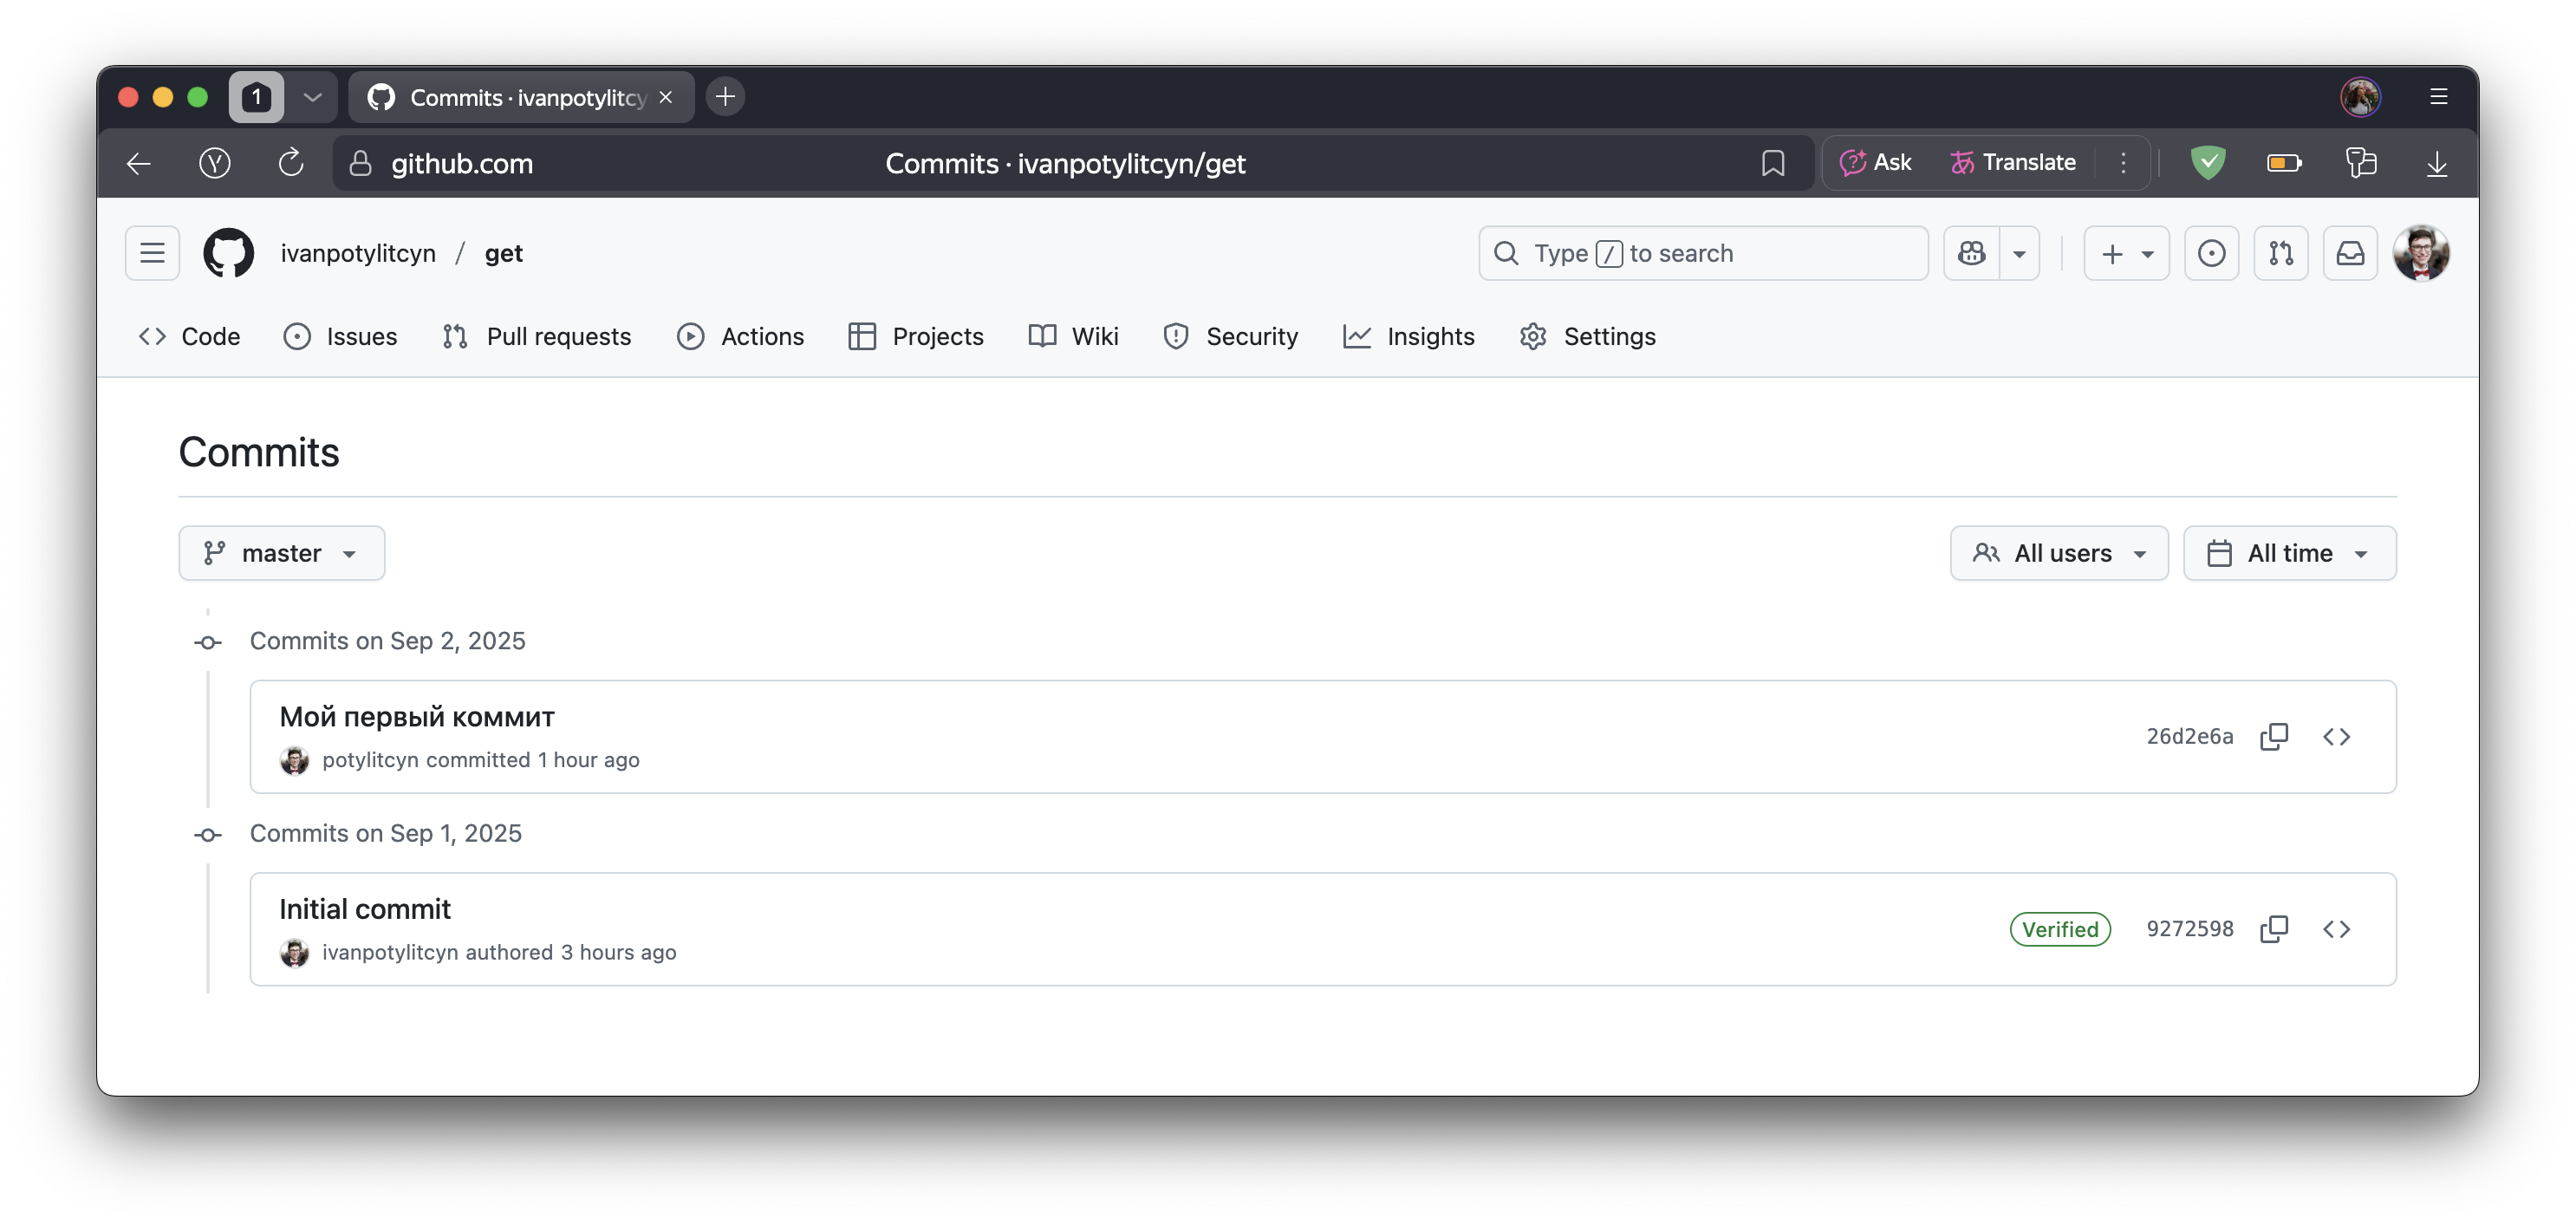 1
Commits · ivanpotylitcy
github.com
Commits · ivanpotylitcyn/get
Ask
Translate
ivanpotylitcyn / get
Type / to search
Code
Issues
Pull requests
Actions
Projects
Wiki
Security
Insights
Settings
Commits
master
All users
All time
Commits on Sep 2, 2025
Мой первый коммит
potylitcyn committed 1 hour ago
26d2e6a
Commits on Sep 1, 2025
Initial commit
ivanpotylitcyn authored 3 hours ago
Verified
9272598